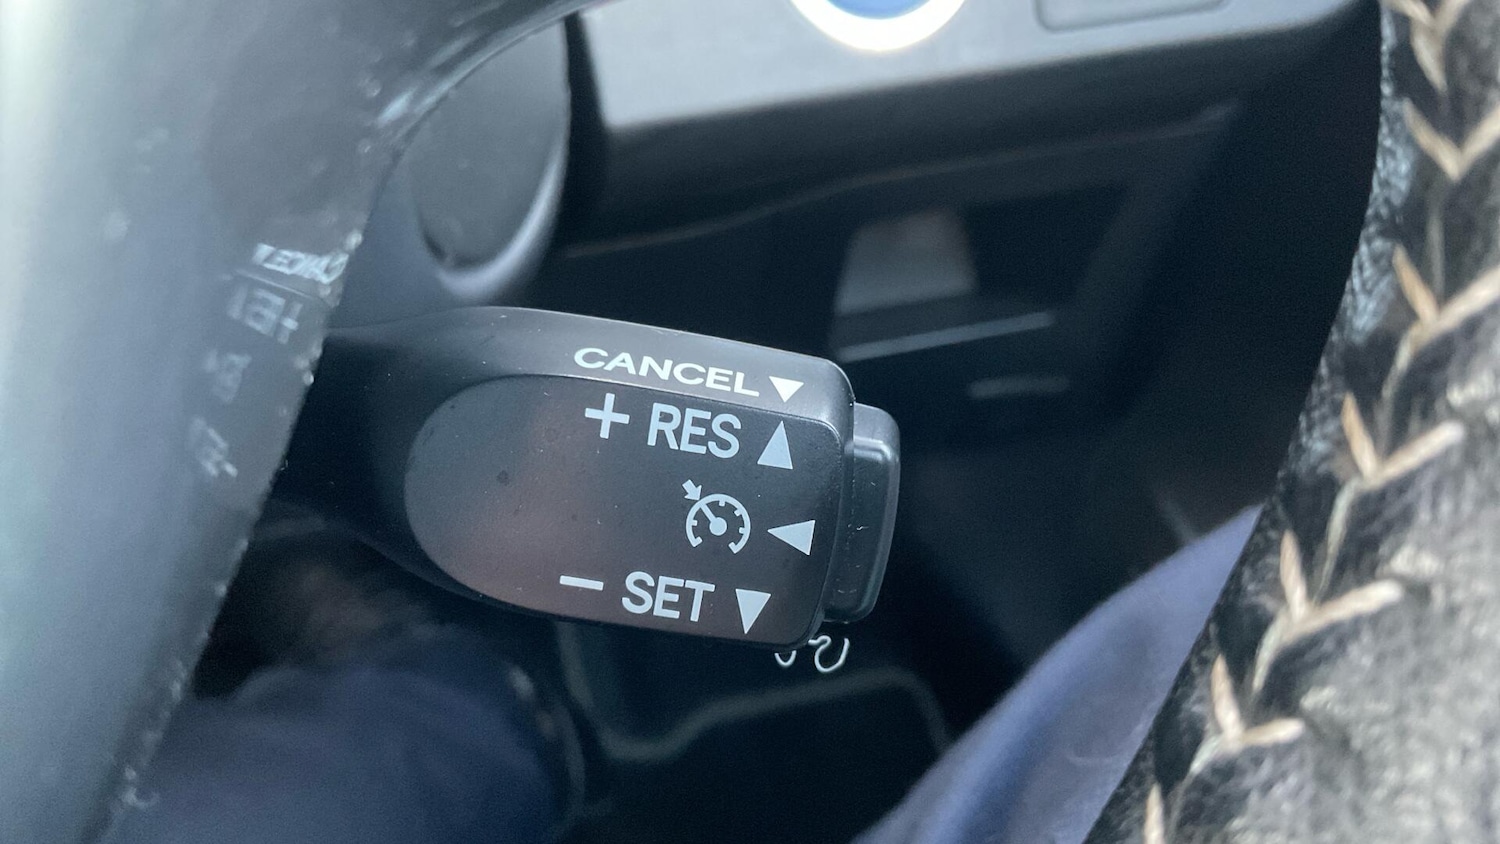 CANCEL ▼
+ RES ▲
◀
− SET ▼